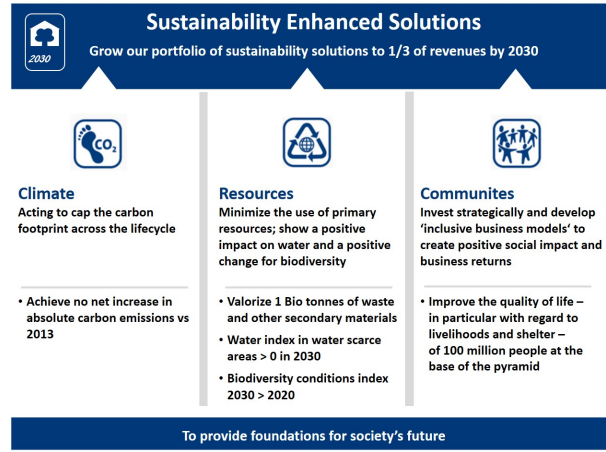 Sustainability Enhanced Solutions
Grow our portfolio of sustainability solutions to 1/3 of revenues by 2030
2030
CO2
Climate
Acting to cap the carbon
footprint across the lifecycle
• Achieve no net increase in
absolute carbon emissions vs
2013
Resources
Minimize the use of primary
resources; show a positive
impact on water and a positive
change for biodiversity
• Valorize 1 Bio tonnes of waste
and other secondary materials
• Water index in water scarce
areas > 0 in 2030
• Biodiversity conditions index
2030 > 2020
Communites
Invest strategically and develop
‘inclusive business models‘ to
create positive social impact and
business returns
• Improve the quality of life –
in particular with regard to
livelihoods and shelter –
of 100 million people at the
base of the pyramid
To provide foundations for society’s future